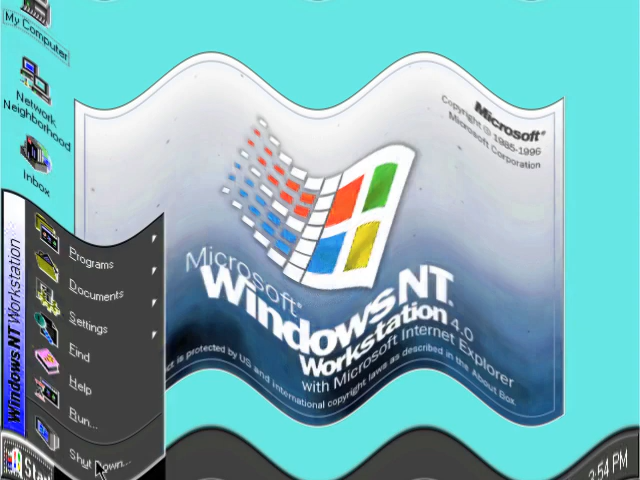 My Computer
Network
Neighborhood
Inbox
Microsoft®
Copyright © 1985-1996
Microsoft Corporation
Microsoft®
Windows NT®
Workstation 4.0
with Microsoft Internet Explorer
ct is protected by US and international copyright laws as described in the About Box.
Windows NT Workstation
Programs
Documents
Settings
Find
Help
Run...
Shut Down...
Start
3:54 PM